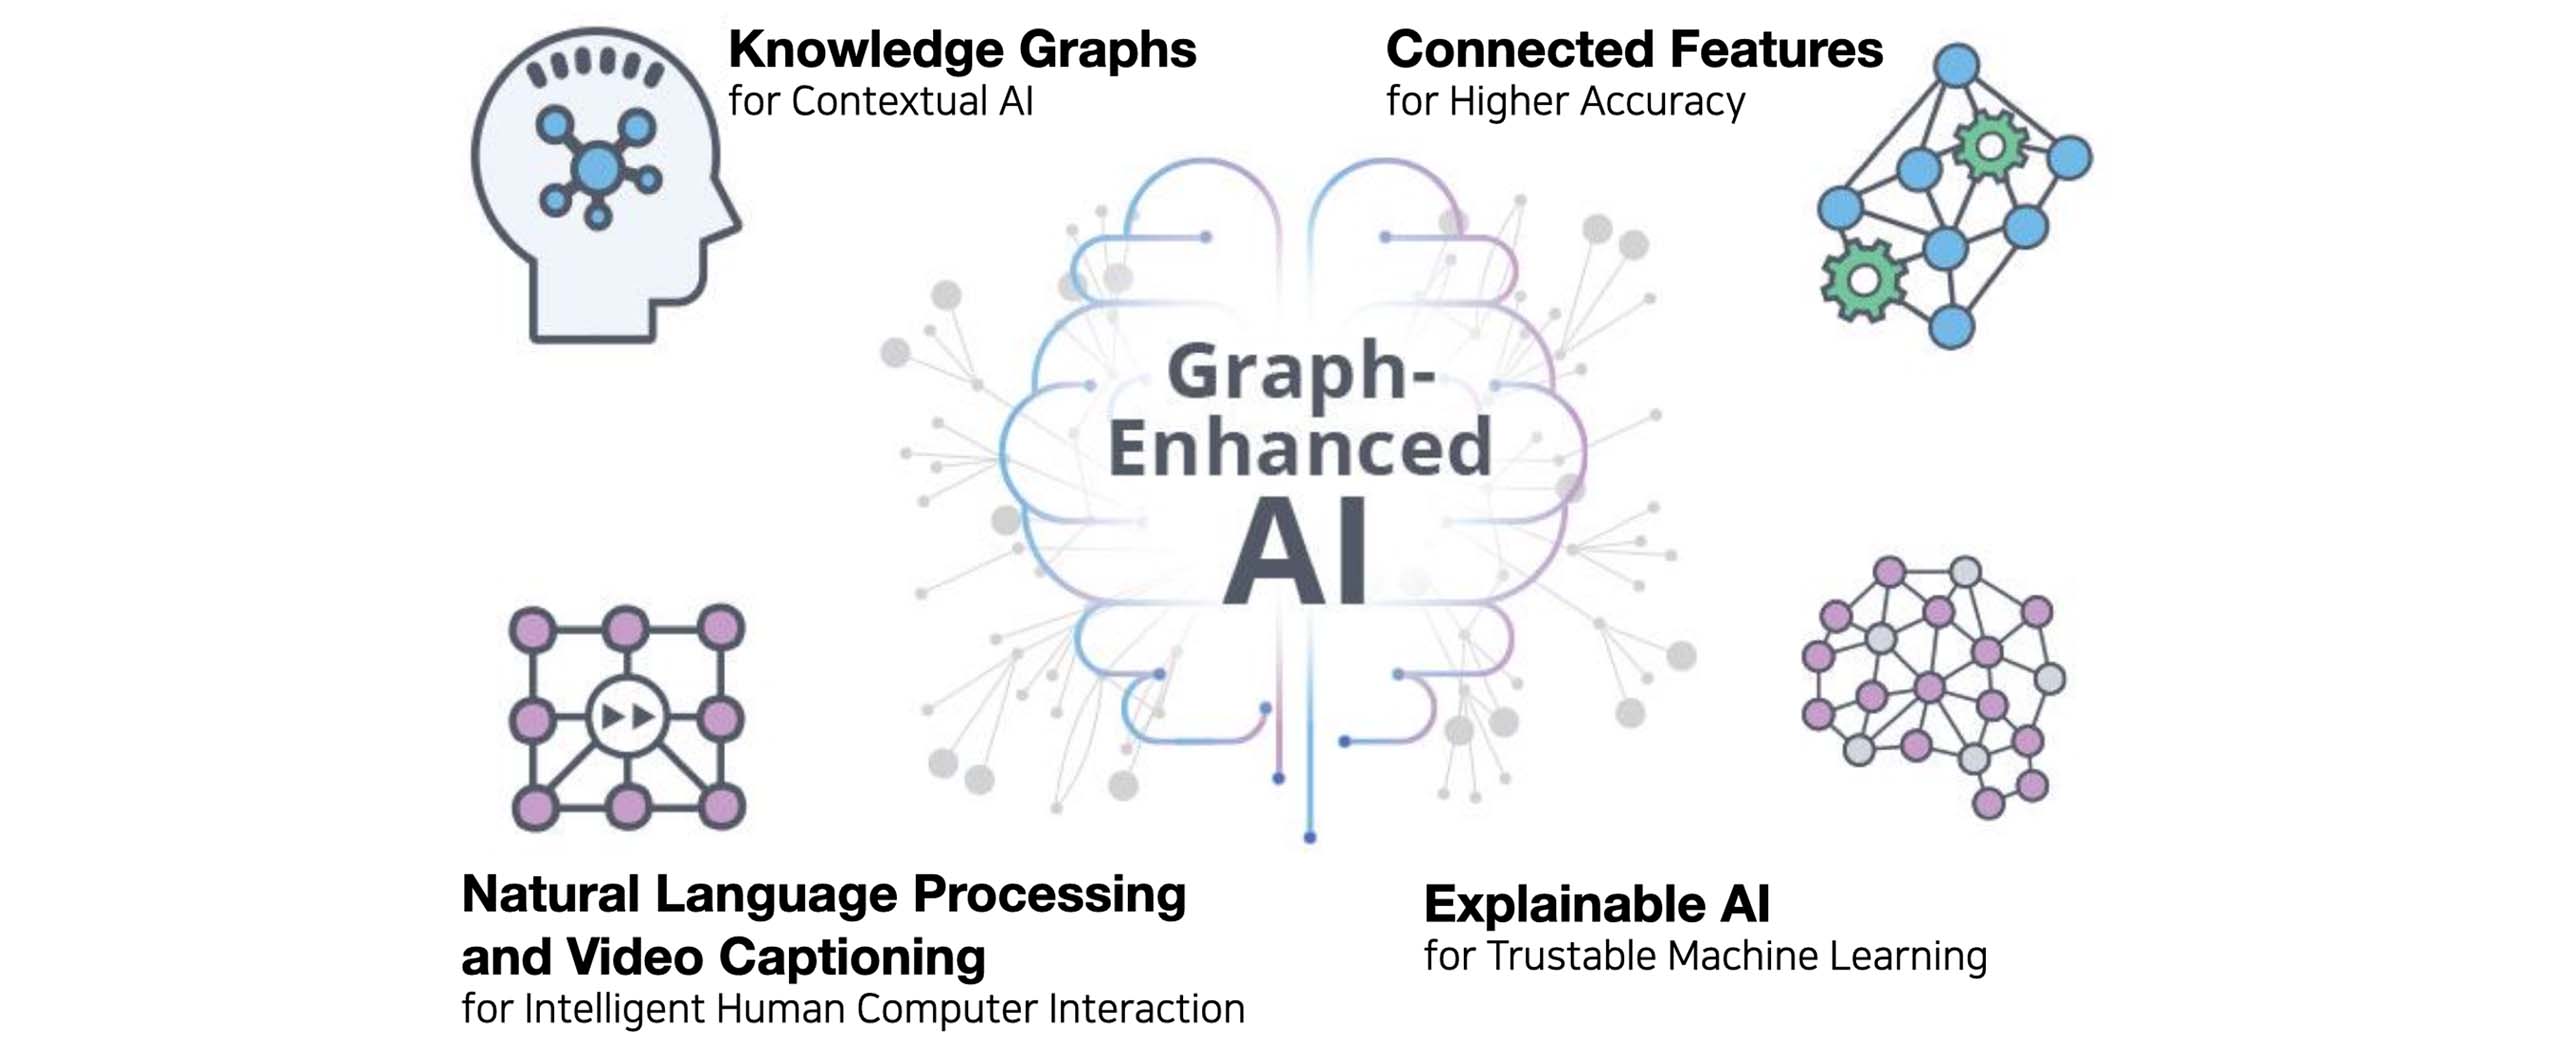 Knowledge Graphs
for Contextual AI
Connected Features
for Higher Accuracy
Graph-
Enhanced
AI
Natural Language Processing
and Video Captioning
for Intelligent Human Computer Interaction
Explainable AI
for Trustable Machine Learning